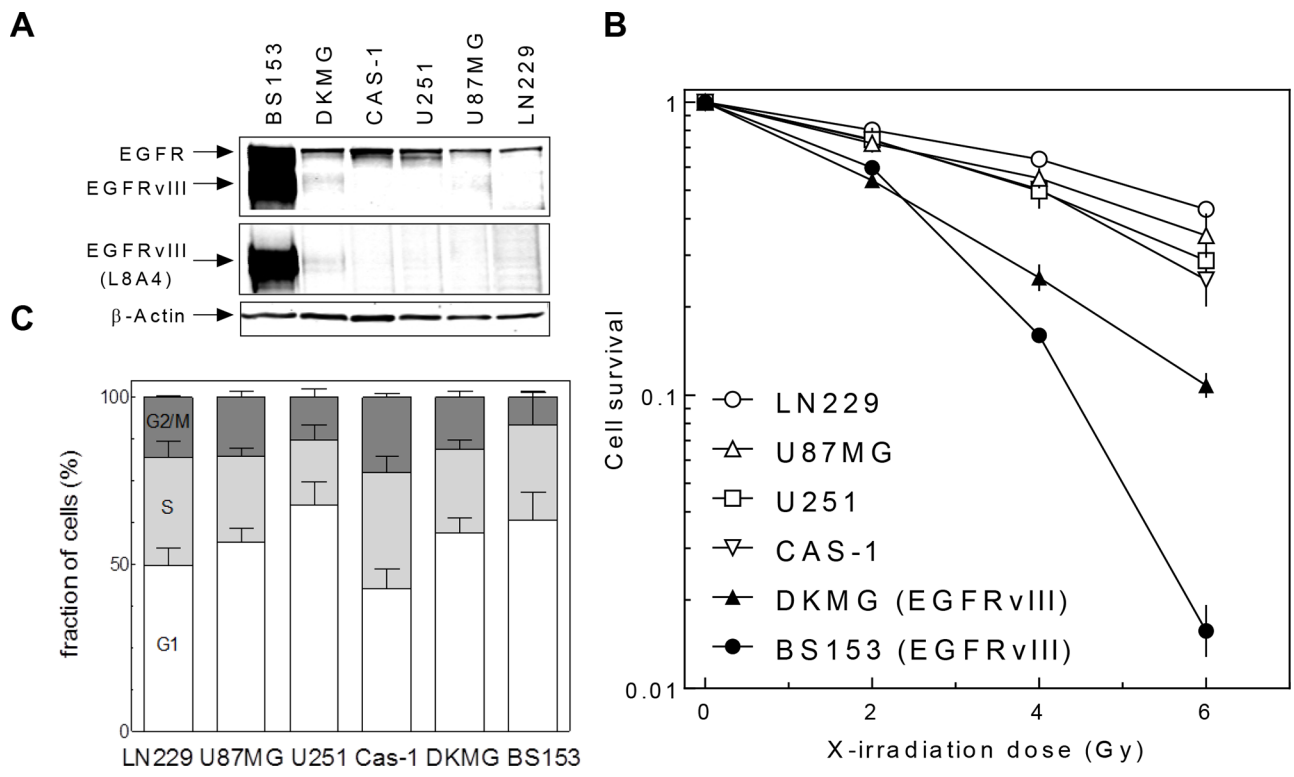 A
BS153
DKMG
CAS-1
U251
U87MG
LN229
EGFR
EGFRvIII
EGFRvIII
(L8A4)
β-Actin
B
1
0.1
0.01
Cell survival
LN229
U87MG
U251
CAS-1
DKMG (EGFRvIII)
BS153 (EGFRvIII)
0 2 4 6
X-irradiation dose (Gy)
C
100
50
0
fraction of cells (%)
G2/M
S
G1
LN229 U87MG U251 Cas-1 DKMG BS153